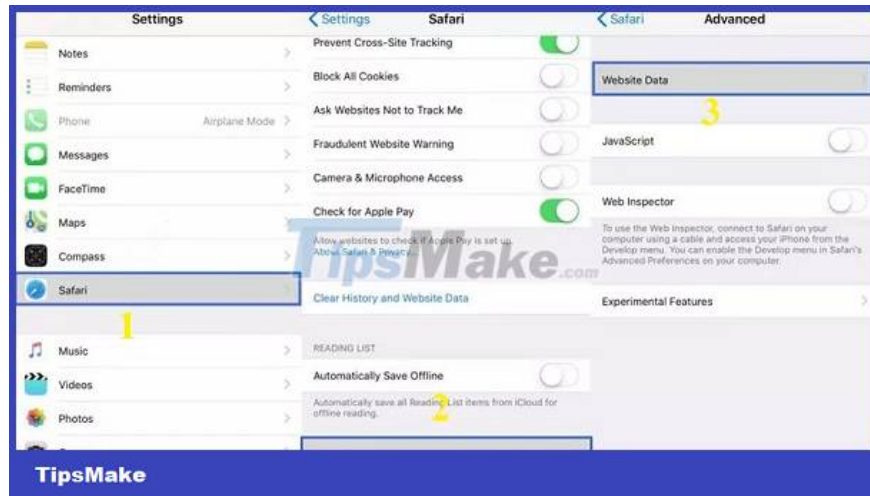 Settings
Notes
Reminders
Phone Airplane Mode
Messages
FaceTime
Maps
Compass
Safari
1
Music
Videos
Photos
Settings Safari
Prevent Cross-Site Tracking
Block All Cookies
Ask Websites Not to Track Me
Fraudulent Website Warning
Camera & Microphone Access
Check for Apple Pay
Allow websites to check if Apple Pay is set up.
About Safari & Privacy...
Clear History and Website Data
READING LIST
Automatically Save Offline
Automatically save all Reading List items from iCloud for
offline reading.
2
Safari Advanced
Website Data
3
JavaScript
Web Inspector
To use the Web Inspector, connect to Safari on your
computer using a cable and access your iPhone from the
Develop menu. You can enable the Develop menu in Safari's
Advanced Preferences on your computer.
Experimental Features
TipsMake.com
TipsMake